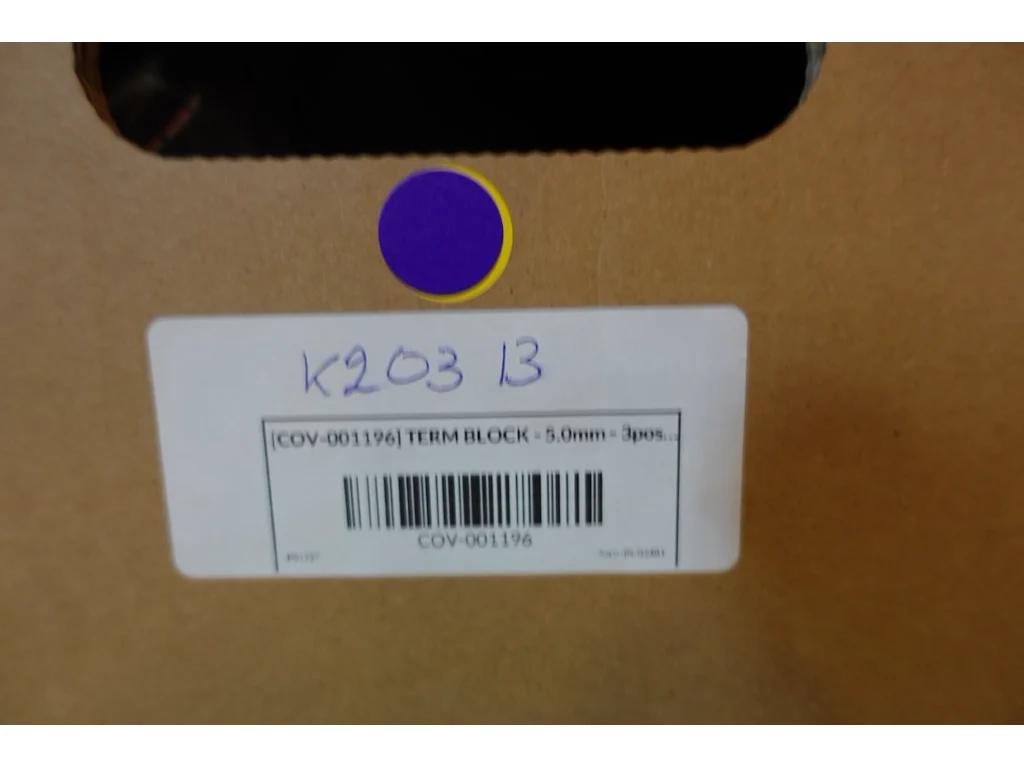 K203 13
[COV-001196] TERM BLOCK - 5.0mm - 3pos...
COV-001196